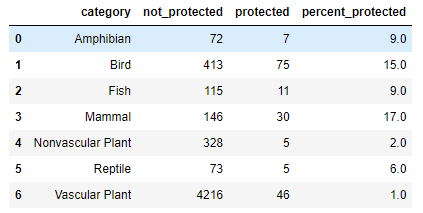 category not_protected protected percent_protected
0 Amphibian 72 7 9.0
1 Bird 413 75 15.0
2 Fish 115 11 9.0
3 Mammal 146 30 17.0
4 Nonvascular Plant 328 5 2.0
5 Reptile 73 5 6.0
6 Vascular Plant 4216 46 1.0